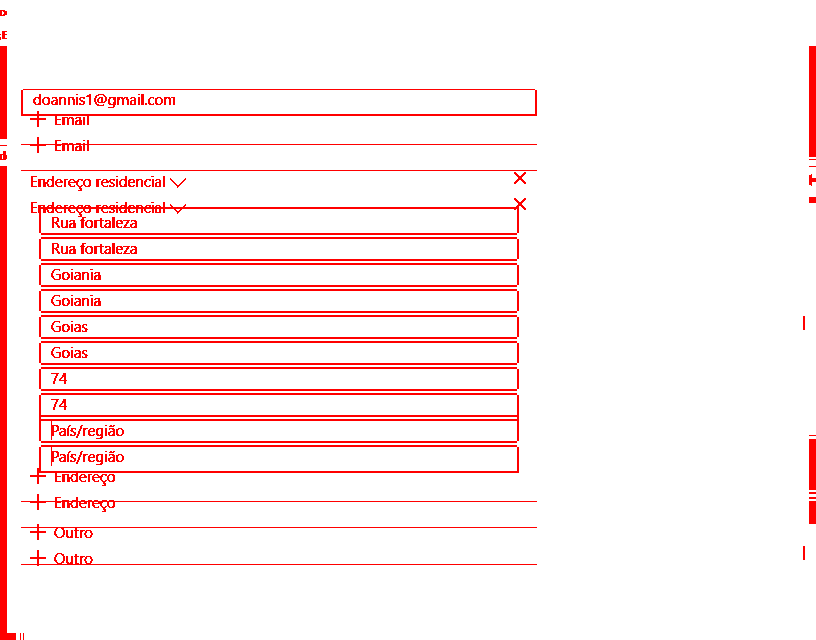 doannis1@gmail.com
Email
Email
Endereço residencial
Endereço residencial
Rua fortaleza
Rua fortaleza
Goiania
Goiania
Goias
Goias
74
74
País/região
País/região
Endereço
Endereço
Outro
Outro